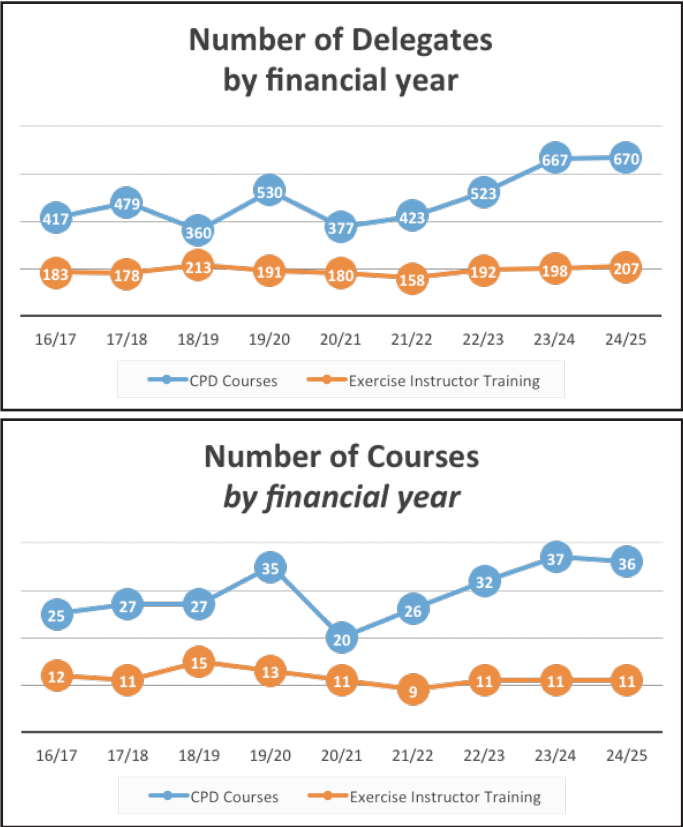 Number of Delegates
by financial year
417 479 360 530 377 423 523 667 670
183 178 213 191 180 158 192 198 207
16/17 17/18 18/19 19/20 20/21 21/22 22/23 23/24 24/25
CPD Courses Exercise Instructor Training
Number of Courses
by financial year
25 27 27 35 20 26 32 37 36
12 11 15 13 11 9 11 11 11
16/17 17/18 18/19 19/20 20/21 21/22 22/23 23/24 24/25
CPD Courses Exercise Instructor Training